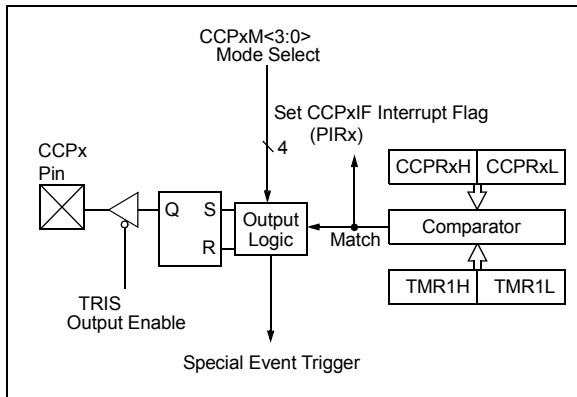 CCPxM<3:0>
Mode Select
Set CCPxIF Interrupt Flag
(PIRx)
4
CCPx
Pin
CCPRxH CCPRxL
Q S
R
Output
Logic
Comparator
Match
TRIS
Output Enable
TMR1H TMR1L
Special Event Trigger